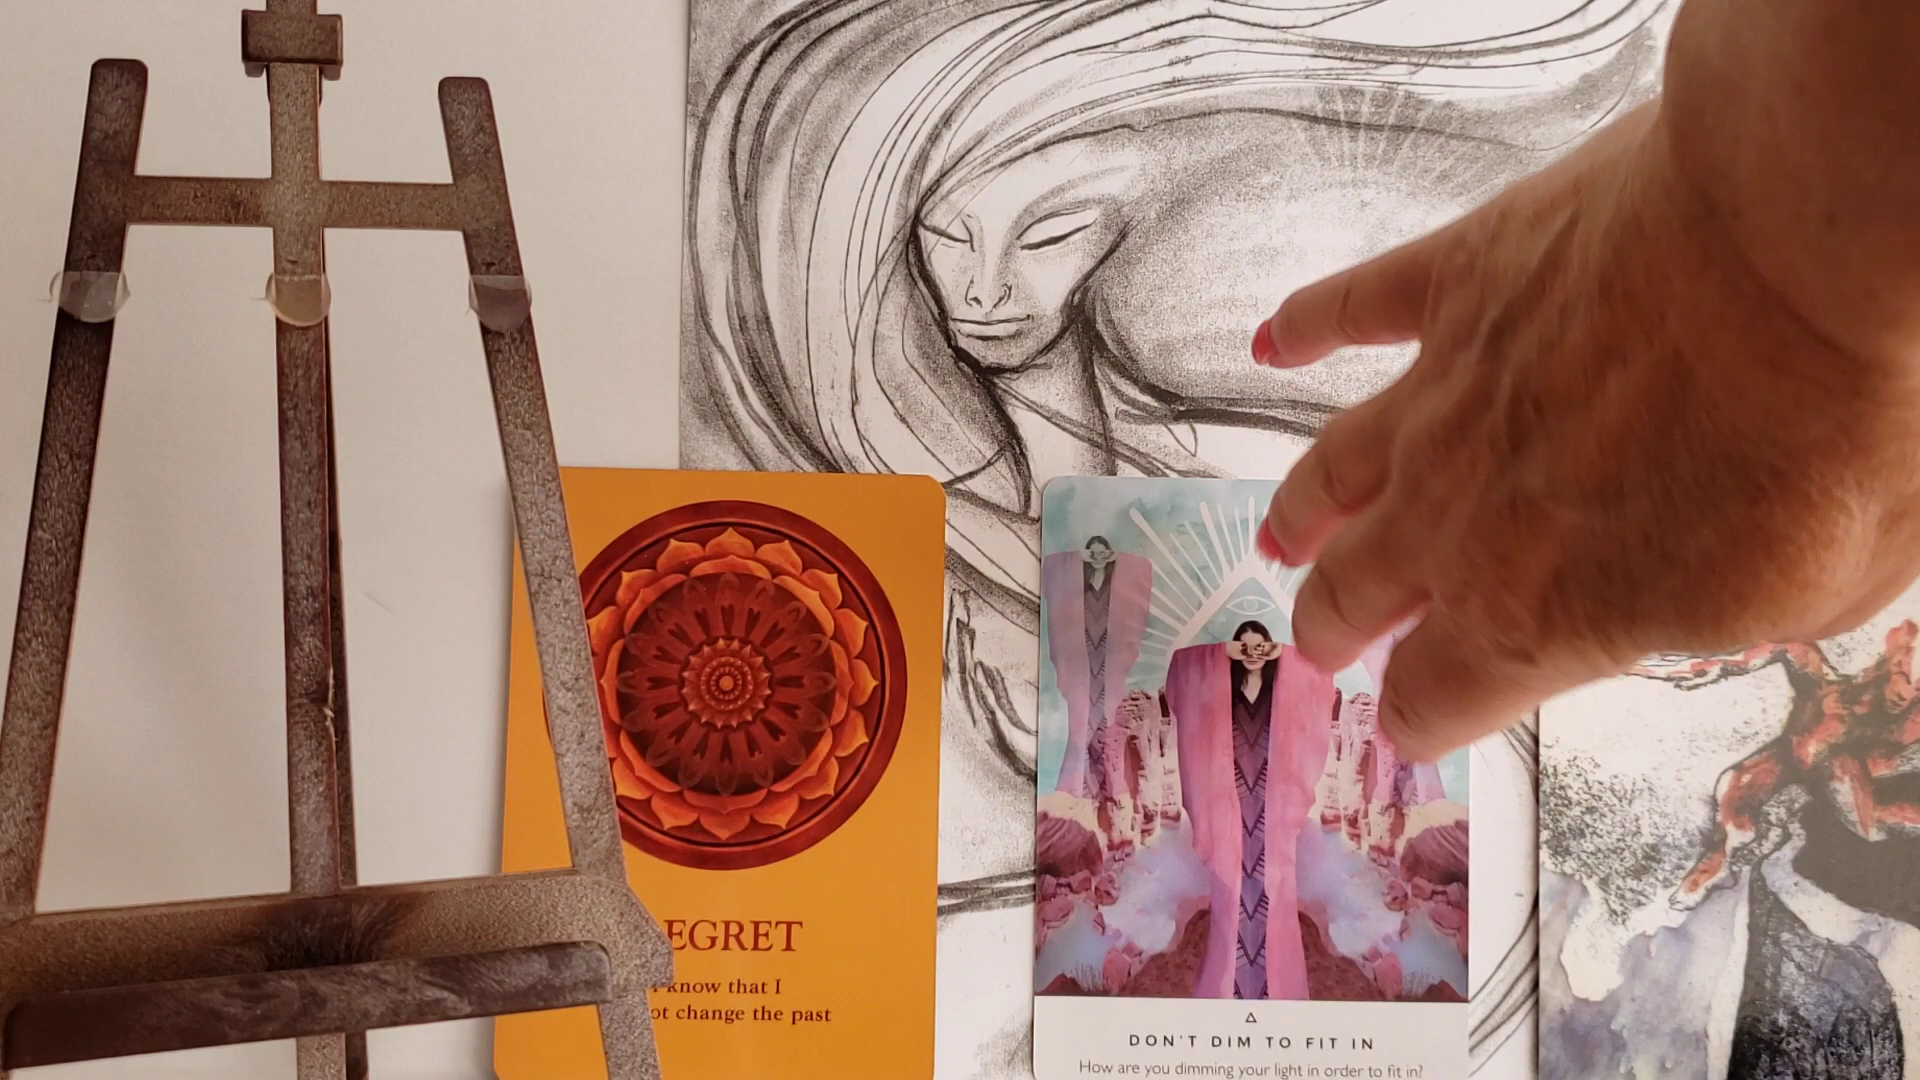 EGRET
know that I
ot change the past
DON'T DIM TO FIT IN
How are you dimming your light in order to fit in?